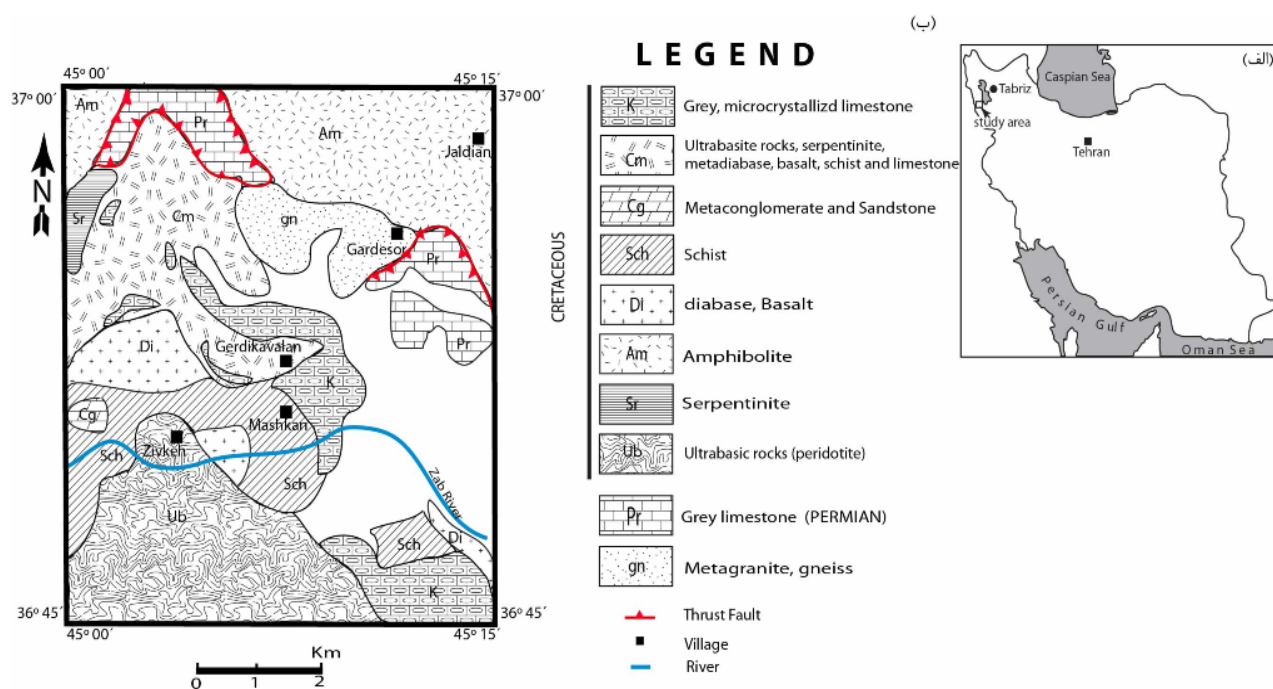 (ب)
(الف)
LEGEND
45° 00´
45° 15´
37° 00´
37° 00´
Am
Pr
Am
Jaldian
N
Sr
Cm
gn
Gardesor
Pr
Pr
Di
Gerdikavalan
K
Cg
Mashkan
Zivkeh
Sch
Sch
Zab River
Ub
Sch
Di
K
36° 45´
36° 45´
45° 00´
45° 15´
Km
0 1 2
CRETACEOUS
K Grey, microcrystallizd limestone
Cm Ultrabasite rocks, serpentinite,
metadiabase, basalt, schist and limestone
Cg Metaconglomerate and Sandstone
Sch Schist
Di diabase, Basalt
Am Amphibolite
Sr Serpentinite
Ub Ultrabasic rocks (peridotite)
Pr Grey limestone (PERMIAN)
gn Metagranite, gneiss
Thrust Fault
Village
River
Caspian Sea
Tabriz
study area
Tehran
Persian Gulf
Oman Sea